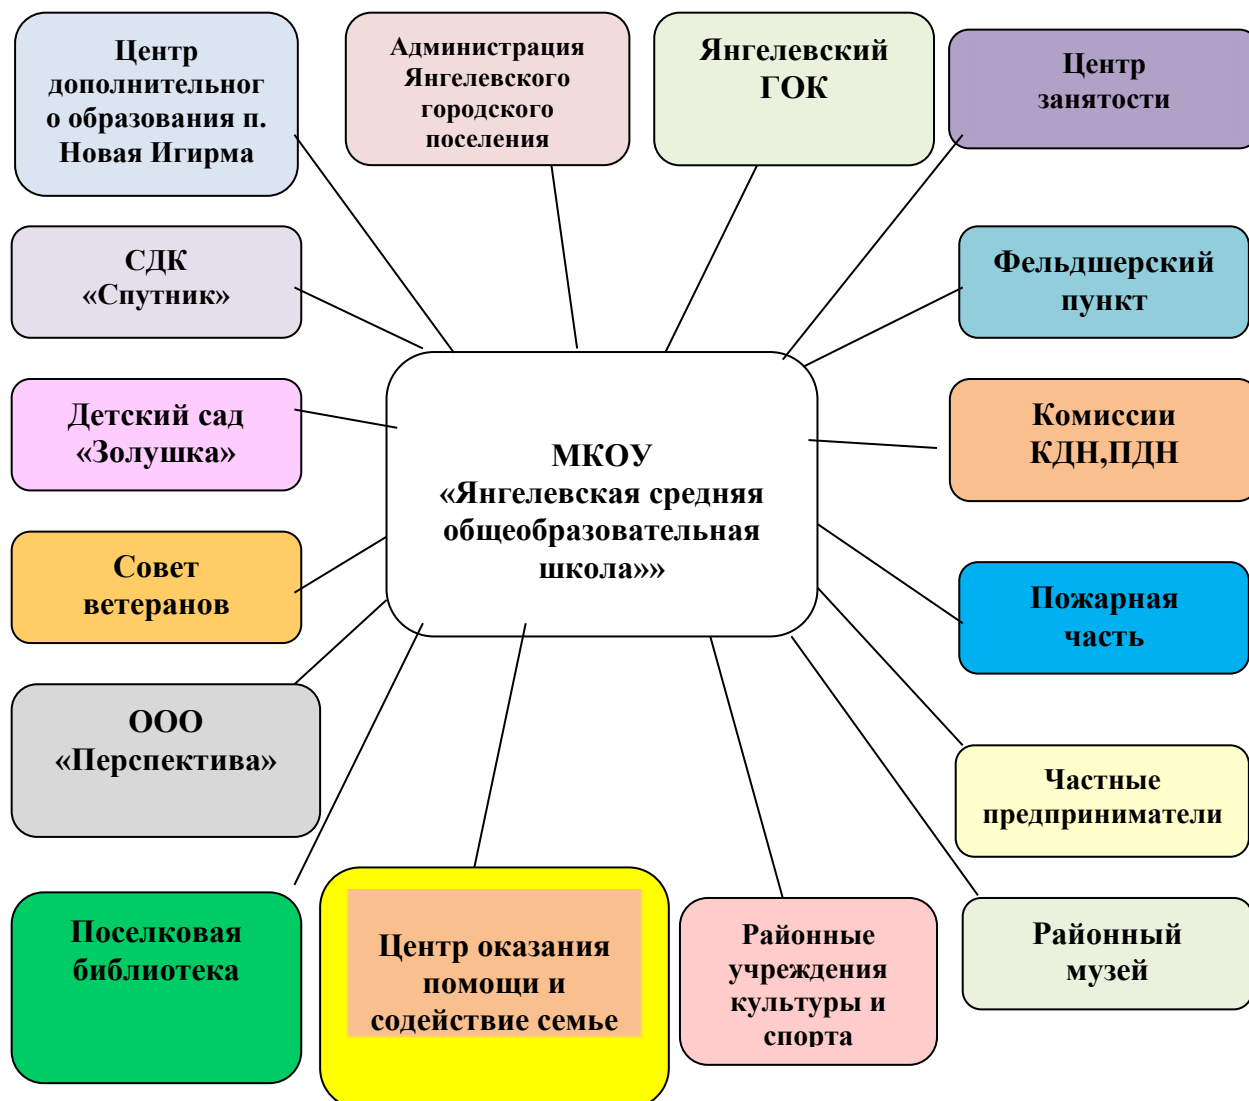 Центр
дополнительног
о образования п.
Новая Игирма
Администрация
Янгелевского
городского
поселения
Янгелевский
ГОК
Центр
занятости
СДК
«Спутник»
Фельдшерский
пункт
Детский сад
«Золушка»
МКОУ
«Янгелевская средняя
общеобразовательная
школа»»
Комиссии
КДН,ПДН
Совет
ветеранов
Пожарная
часть
ООО
«Перспектива»
Частные
предприниматели
Поселковая
библиотека
Центр оказания
помощи и
содействие семье
Районные
учреждения
культуры и
спорта
Районный
музей